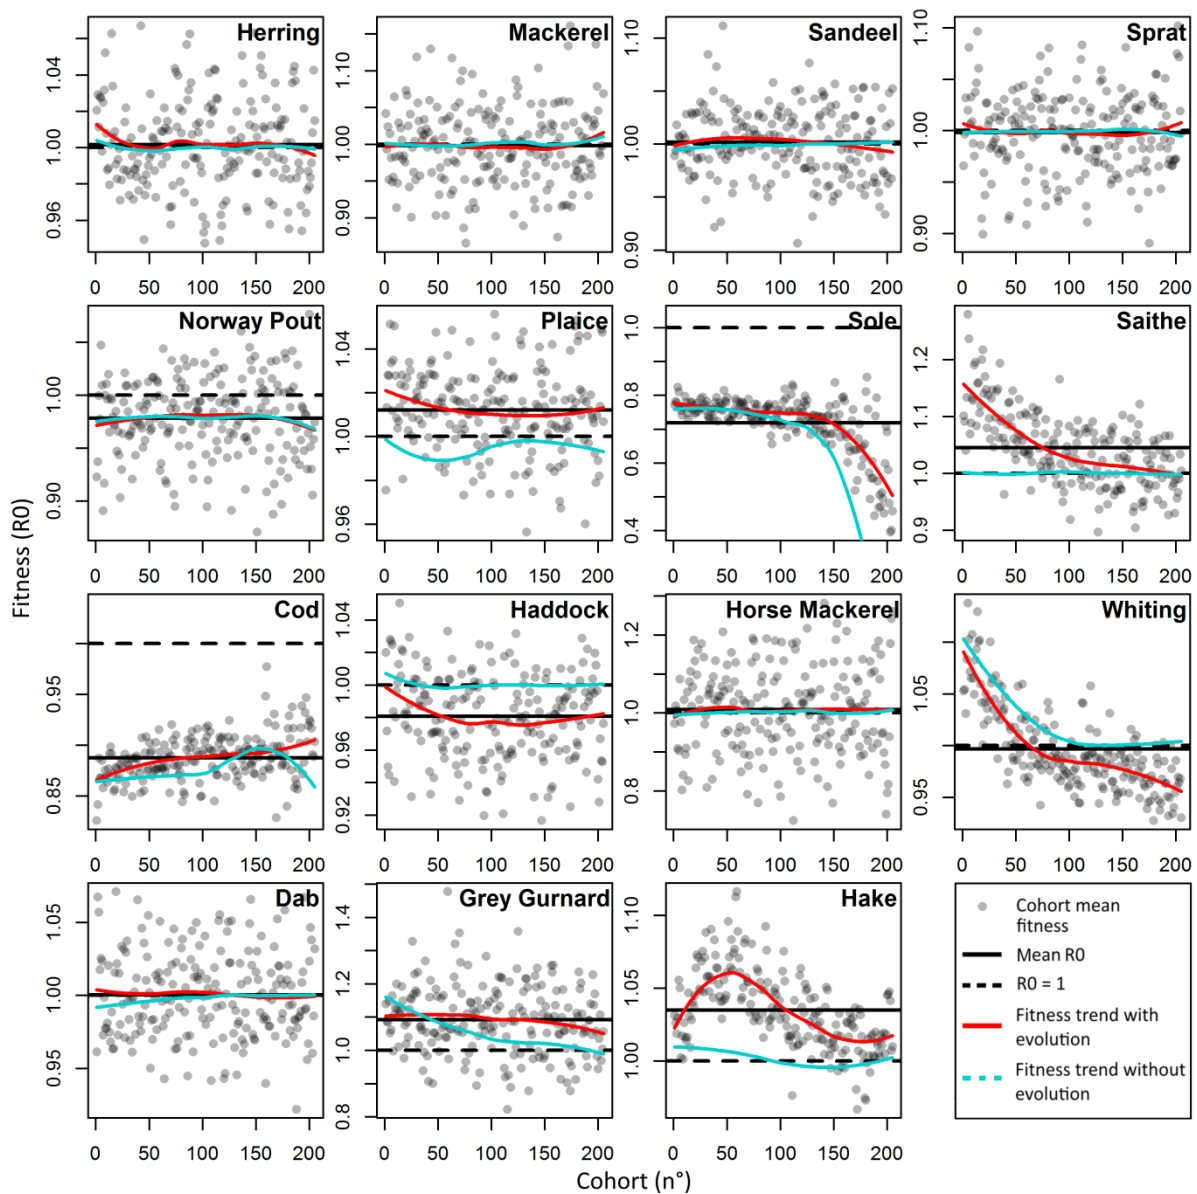 Herring
0.96 1.00 1.04
0 50 100 150 200
Mackerel
0.90 1.00 1.10
0 50 100 150 200
Sandeel
0.90 1.00 1.10
0 50 100 150 200
Sprat
0.90 1.00 1.10
0 50 100 150 200
Norway Pout
0.90 1.00
0 50 100 150 200
Plaice
0.96 1.00 1.04
0 50 100 150 200
Sole
0.4 0.6 0.8 1.0
0 50 100 150 200
Saithe
0.9 1.0 1.1 1.2
0 50 100 150 200
Fitness (R0)
Cod
0.85 0.95
0 50 100 150 200
Haddock
0.92 0.96 1.00 1.04
0 50 100 150 200
Horse Mackerel
0.8 1.0 1.2
0 50 100 150 200
Whiting
0.95 1.05
0 50 100 150 200
Dab
0.95 1.00 1.05
0 50 100 150 200
Grey Gurnard
0.8 1.0 1.2 1.4
0 50 100 150 200
Hake
1.00 1.05 1.10
0 50 100 150 200
Cohort mean
fitness
Mean R0
R0 = 1
Fitness trend with
evolution
Fitness trend without
evolution
Cohort (n°)